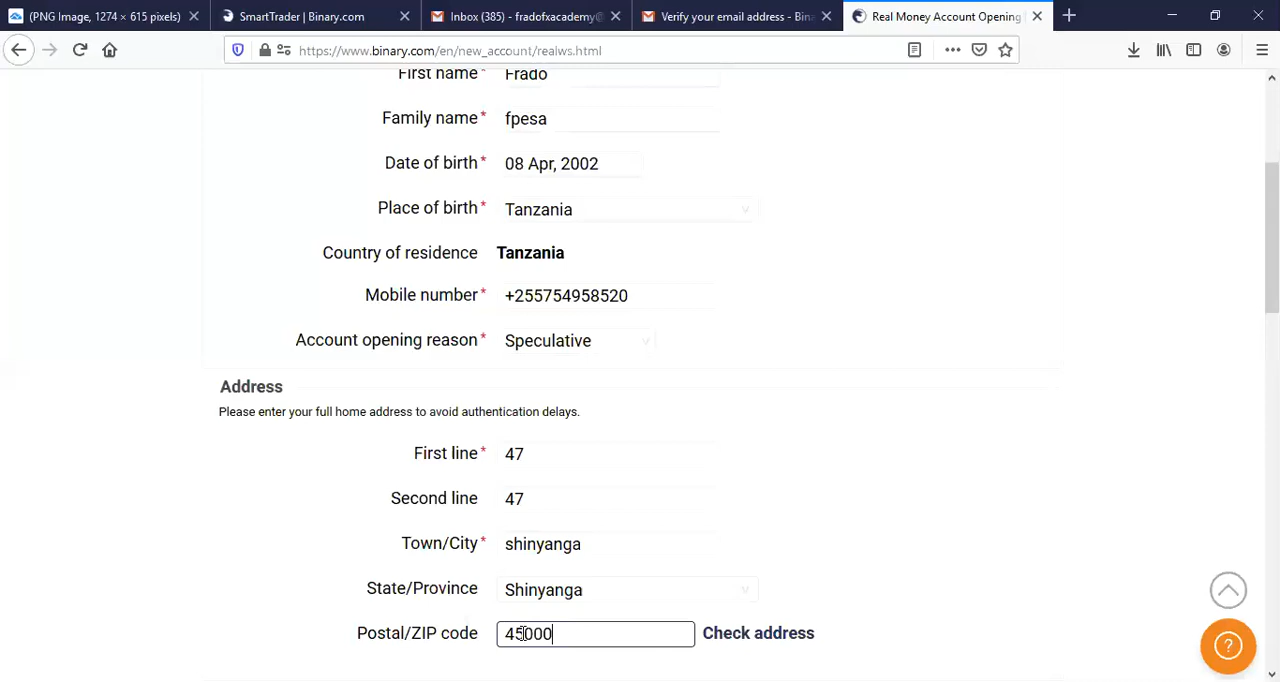 (PNG Image, 1274 × 615 pixels)
SmartTrader | Binary.com
Inbox (385) - fradofxacademy@
Verify your email address - Bin
Real Money Account Opening
https://www.binary.com/en/new_account/realws.html
First name* Frado
Family name* fpesa
Date of birth* 08 Apr, 2002
Place of birth* Tanzania
Country of residence Tanzania
Mobile number* +255754958520
Account opening reason* Speculative
Address
Please enter your full home address to avoid authentication delays.
First line* 47
Second line 47
Town/City* shinyanga
State/Province Shinyanga
Postal/ZIP code 45000 Check address
?